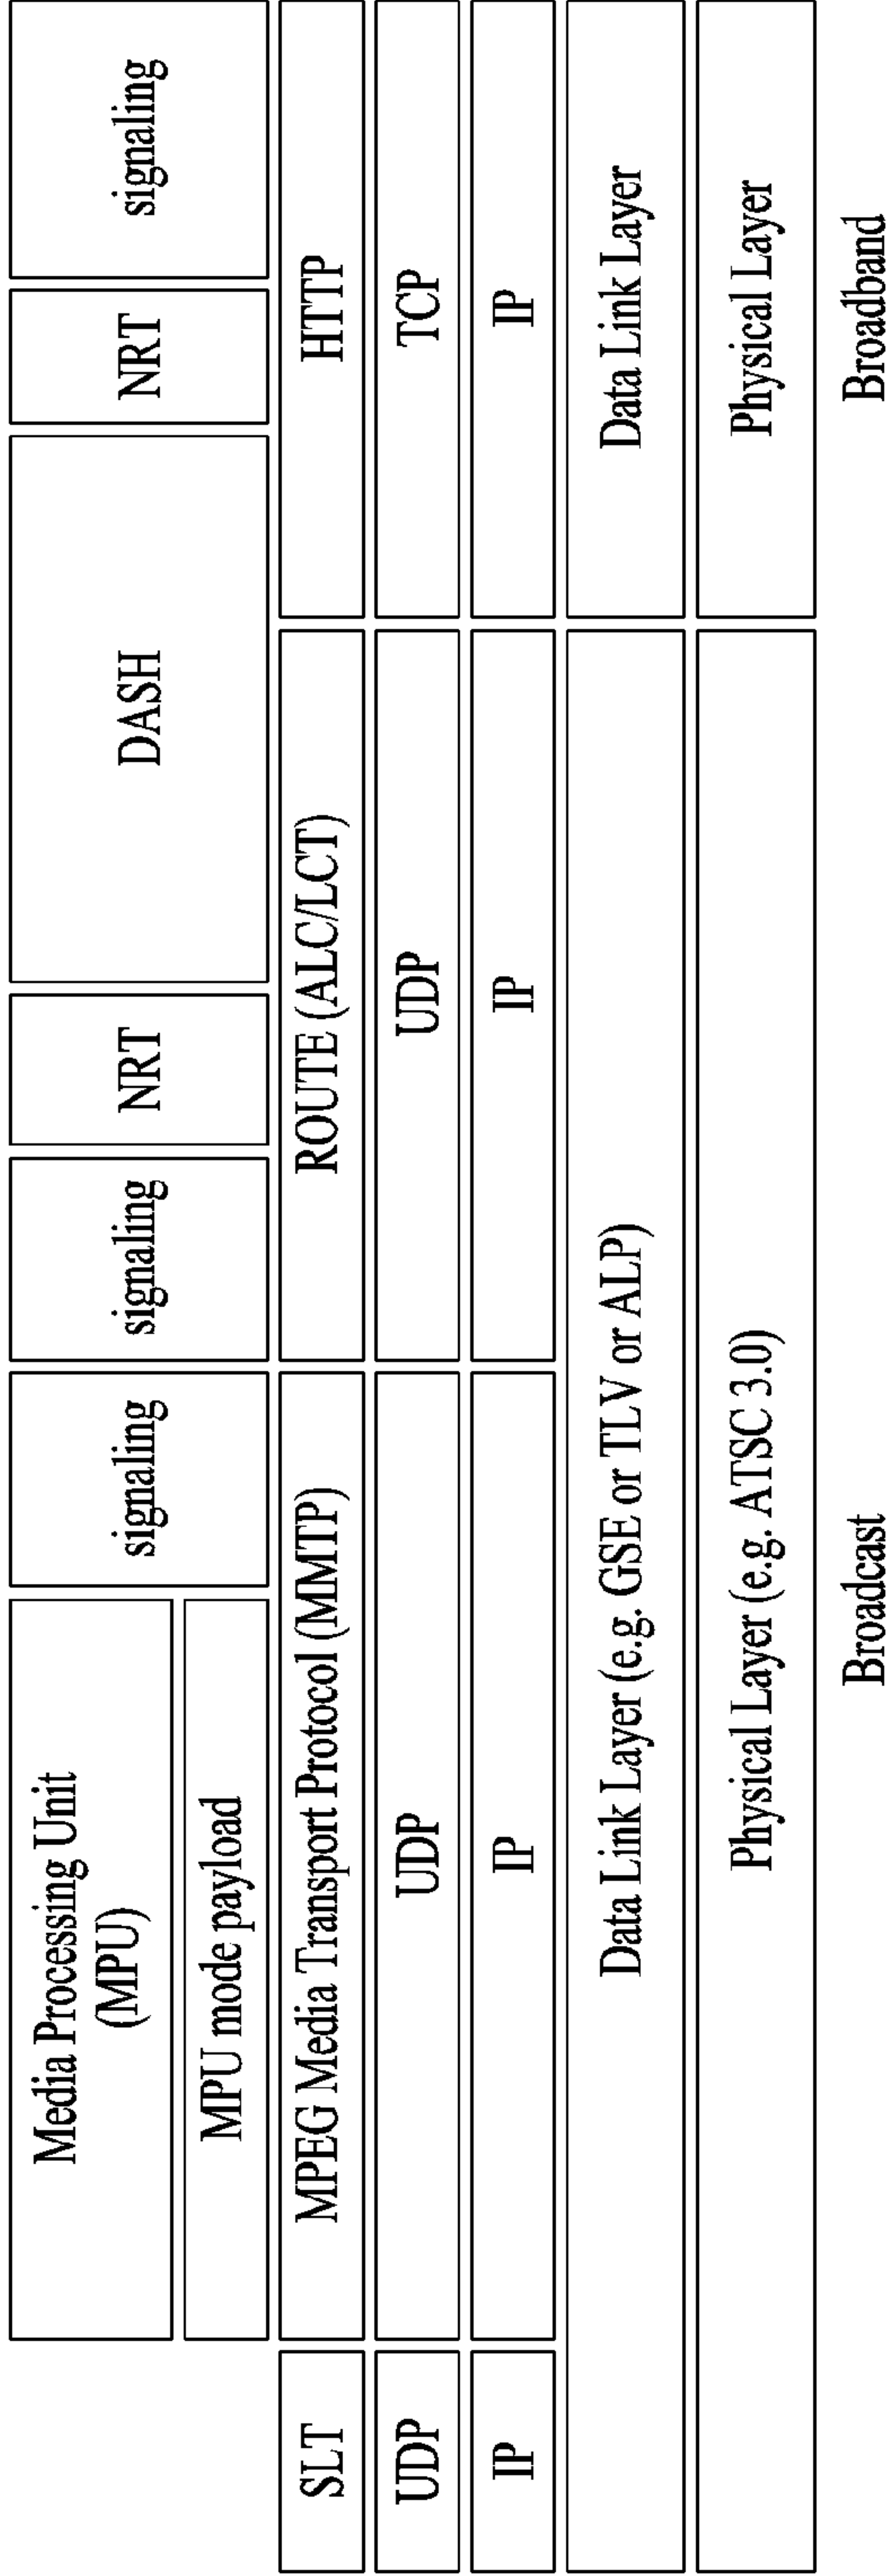 Media Processing Unit
(MPU)
MPU mode payload
signaling
signaling
NRT
DASH
NRT
signaling
SLT
MPEG Media Transport Protocol (MMTP)
ROUTE (ALC/LCT)
HTTP
UDP
UDP
UDP
TCP
IP
IP
IP
IP
Data Link Layer (e.g. GSE or TLV or ALP)
Data Link Layer
Physical Layer (e.g. ATSC 3.0)
Physical Layer
Broadcast
Broadband